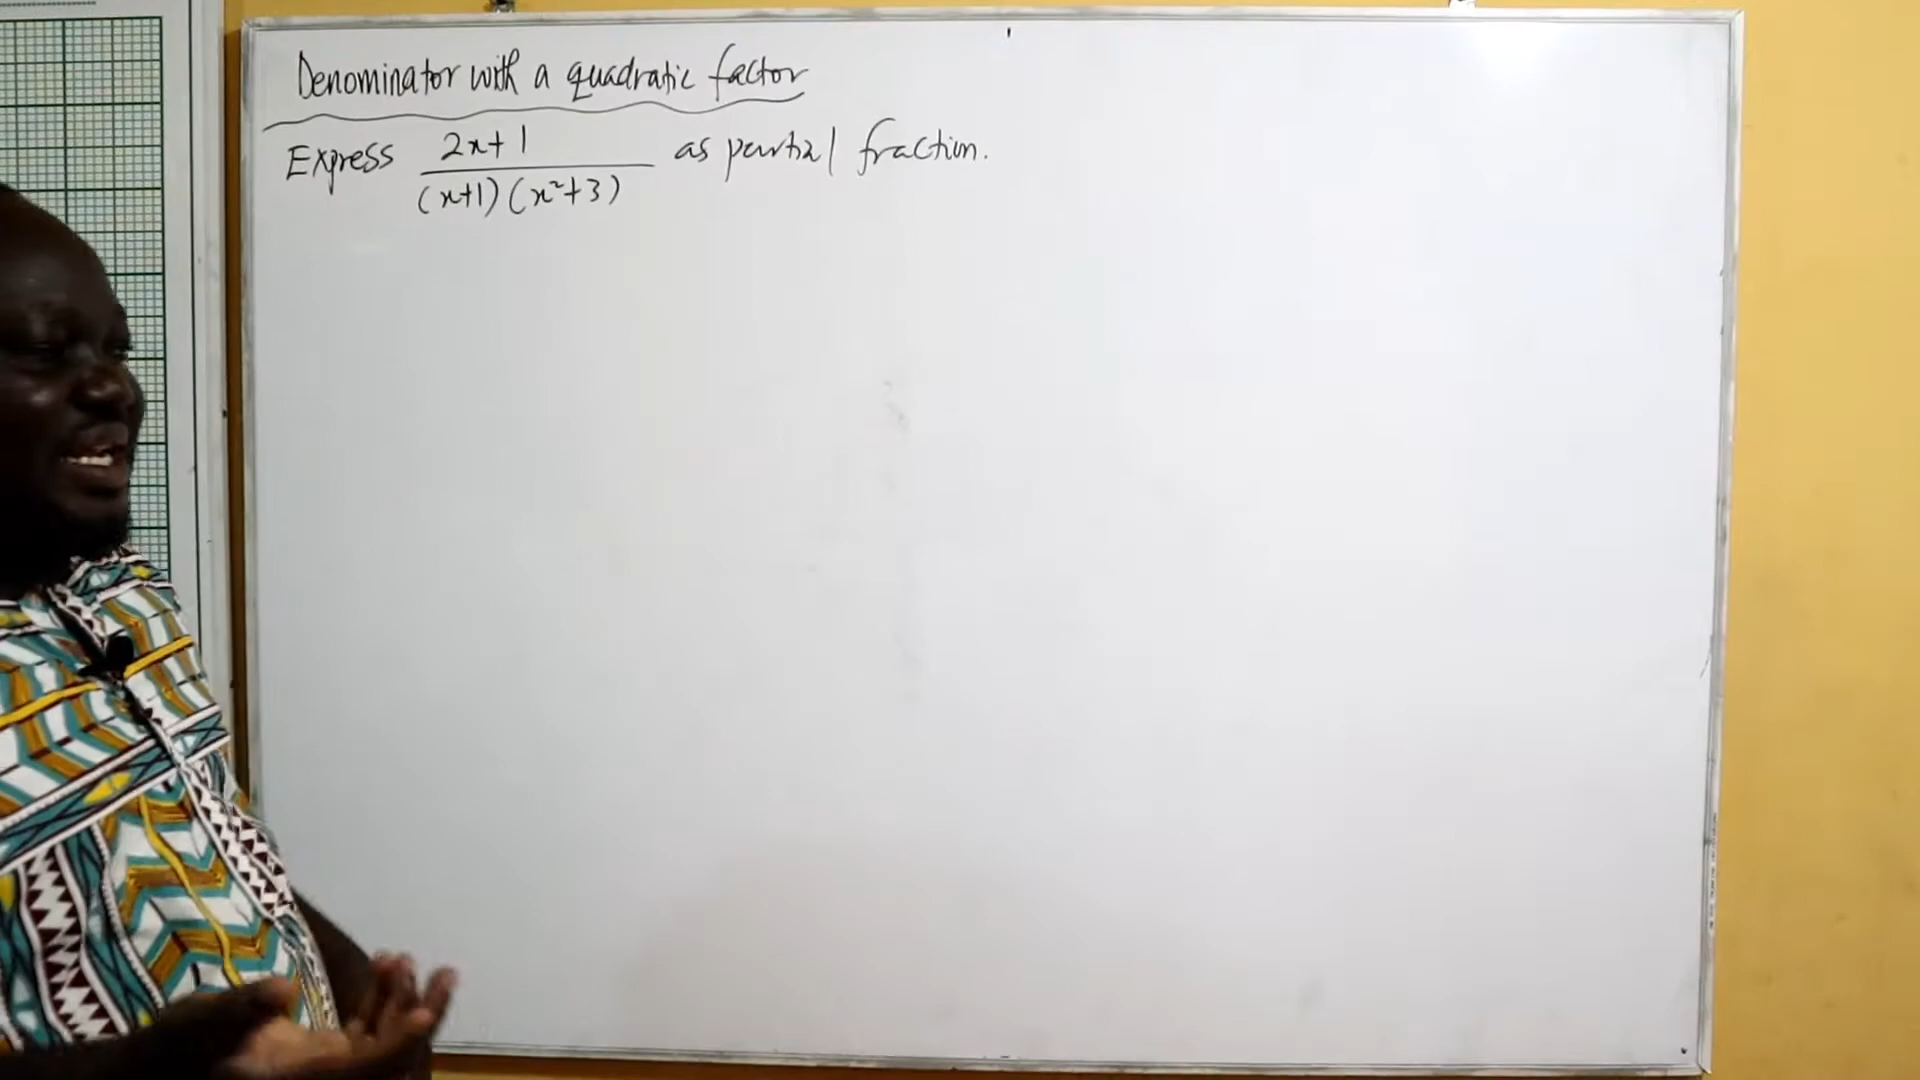 Denominator with a quadratic factor
Express 2x+1 / (x+1)(x²+3) as partial fraction.